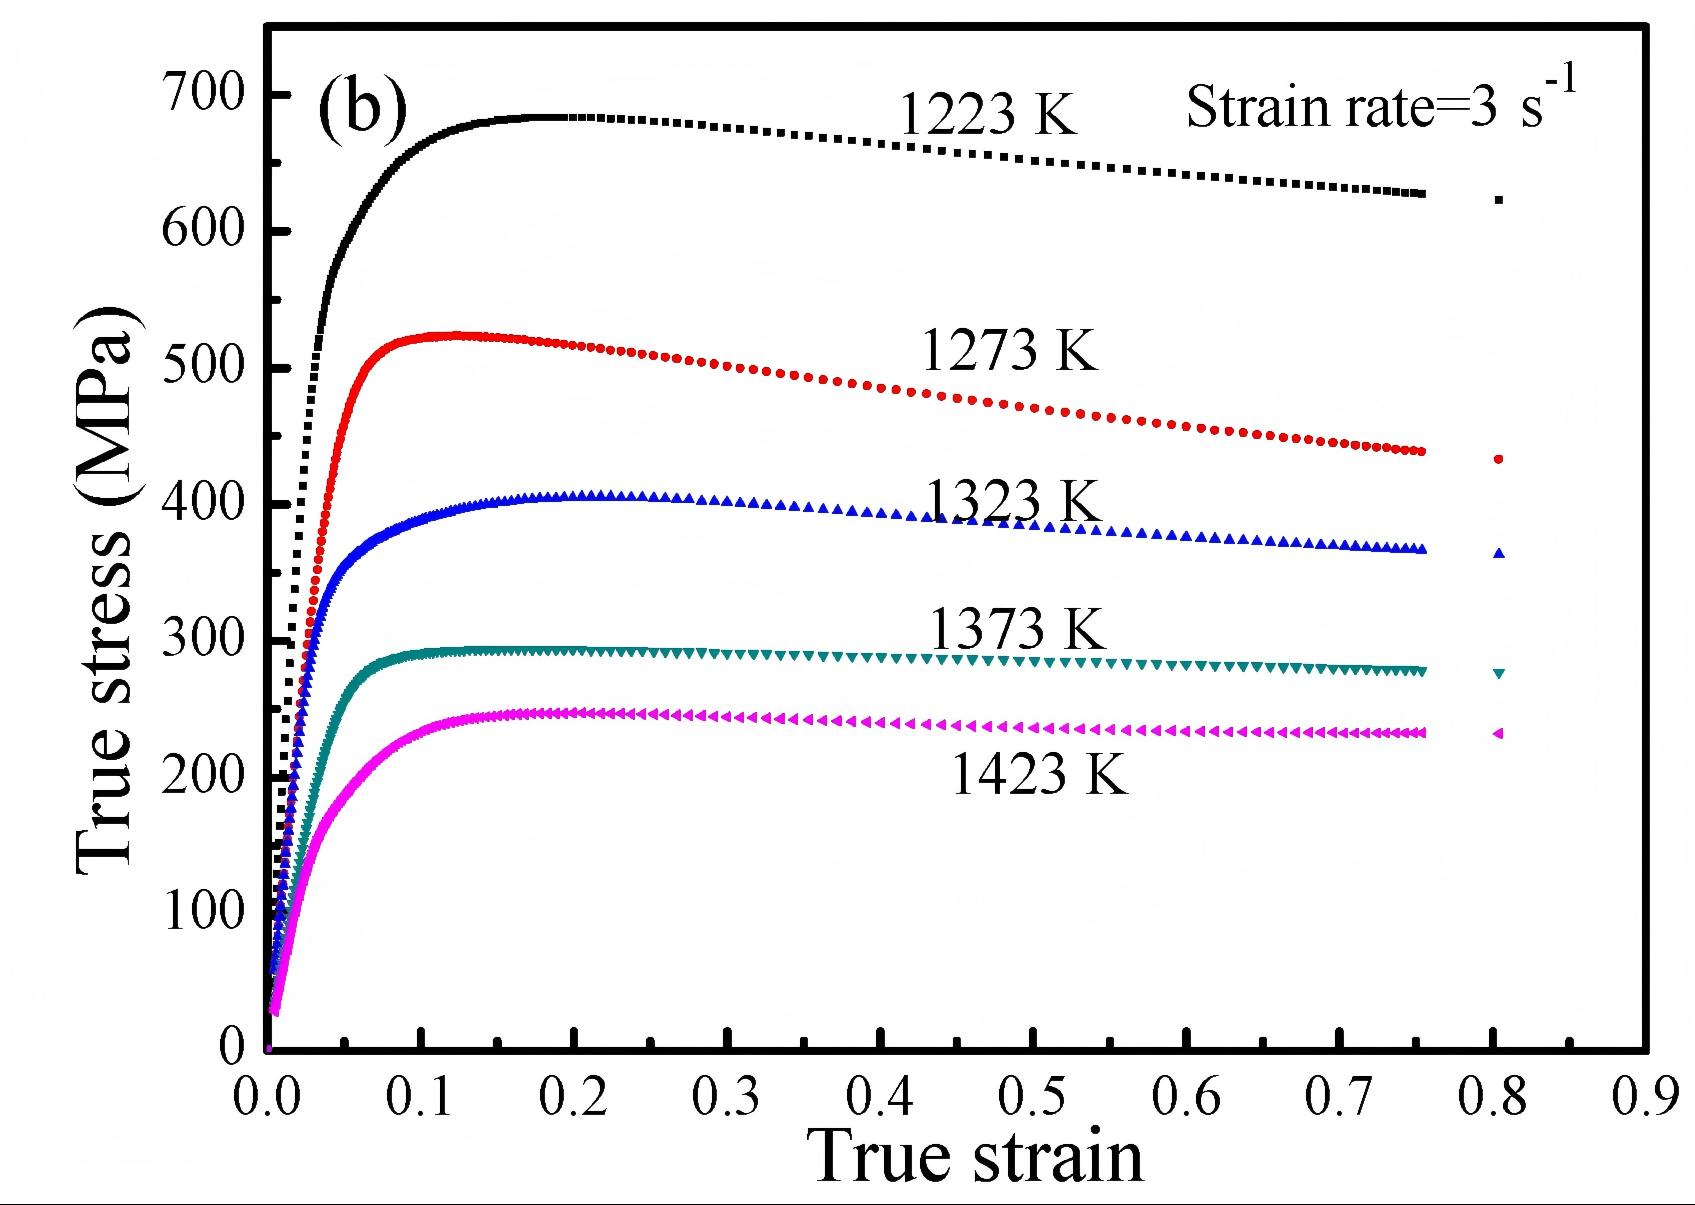 (b)
Strain rate=3 s-1
1223 K
1273 K
1323 K
1373 K
1423 K
True stress (MPa)
700
600
500
400
300
200
100
0
0.0 0.1 0.2 0.3 0.4 0.5 0.6 0.7 0.8 0.9
True strain